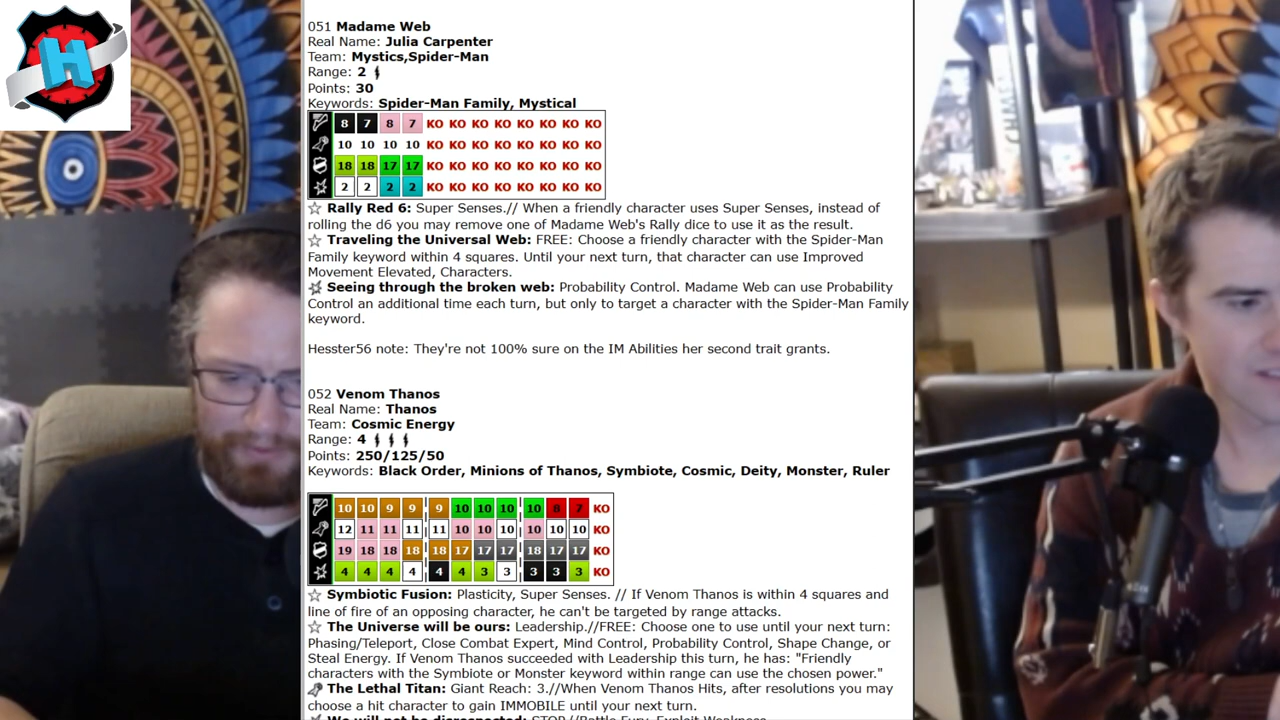 H
051 Madame Web
Real Name: Julia Carpenter
Team: Mystics,Spider-Man
Range: 2
Points: 30
Keywords: Spider-Man Family, Mystical
8 7 8 7 KO KO KO KO KO KO KO KO
10 10 10 10 KO KO KO KO KO KO KO KO
18 18 17 17 KO KO KO KO KO KO KO KO
2 2 2 2 KO KO KO KO KO KO KO KO
Rally Red 6: Super Senses.// When a friendly character uses Super Senses, instead of
rolling the d6 you may remove one of Madame Web's Rally dice to use it as the result.
Traveling the Universal Web: FREE: Choose a friendly character with the Spider-Man
Family keyword within 4 squares. Until your next turn, that character can use Improved
Movement Elevated, Characters.
Seeing through the broken web: Probability Control. Madame Web can use Probability
Control an additional time each turn, but only to target a character with the Spider-Man Family
keyword.
Hesster56 note: They're not 100% sure on the IM Abilities her second trait grants.
052 Venom Thanos
Real Name: Thanos
Team: Cosmic Energy
Range: 4
Points: 250/125/50
Keywords: Black Order, Minions of Thanos, Symbiote, Cosmic, Deity, Monster, Ruler
10 10 9 9 9 10 10 10 10 8 7 KO
12 11 11 11 11 10 10 10 10 10 10 KO
19 18 18 18 18 17 17 17 18 17 17 KO
4 4 4 4 4 4 3 3 3 3 3 KO
Symbiotic Fusion: Plasticity, Super Senses. // If Venom Thanos is within 4 squares and
line of fire of an opposing character, he can't be targeted by range attacks.
The Universe will be ours: Leadership.//FREE: Choose one to use until your next turn:
Phasing/Teleport, Close Combat Expert, Mind Control, Probability Control, Shape Change, or
Steal Energy. If Venom Thanos succeeded with Leadership this turn, he has: "Friendly
characters with the Symbiote or Monster keyword within range can use the chosen power."
The Lethal Titan: Giant Reach: 3.//When Venom Thanos Hits, after resolutions you may
choose a hit character to gain IMMOBILE until your next turn.
We will not be disrespected: STOP.//Battle Fury, Exploit Weakness